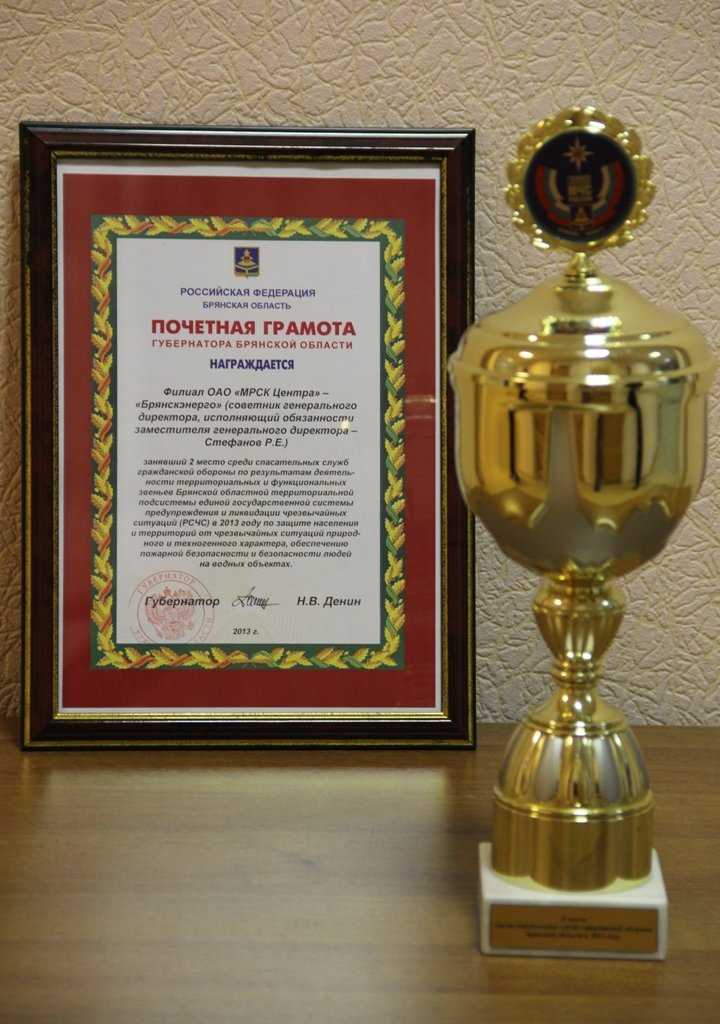 РОССИЙСКАЯ ФЕДЕРАЦИЯ
БРЯНСКАЯ ОБЛАСТЬ
ПОЧЕТНАЯ ГРАМОТА
ГУБЕРНАТОРА БРЯНСКОЙ ОБЛАСТИ
НАГРАЖДАЕТСЯ
Филиал ОАО «МРСК Центра» –
«Брянскэнерго» (советник генерального
директора, исполняющий обязанности
заместителя генерального директора –
Стефанов Р.Е.)
занявший 2 место среди спасательных служб
гражданской обороны по результатам деятель-
ности территориальных и функциональных
звеньев Брянской областной территориальной
подсистемы единой государственной системы
предупреждения и ликвидации чрезвычайных
ситуаций (РСЧС) в 2013 году по защите населения
и территорий от чрезвычайных ситуаций природ-
ного и техногенного характера, обеспечению
пожарной безопасности и безопасности людей
на водных объектах.
ГУБЕРНАТОР
Губернатор Н.В. Денин
2013 г.